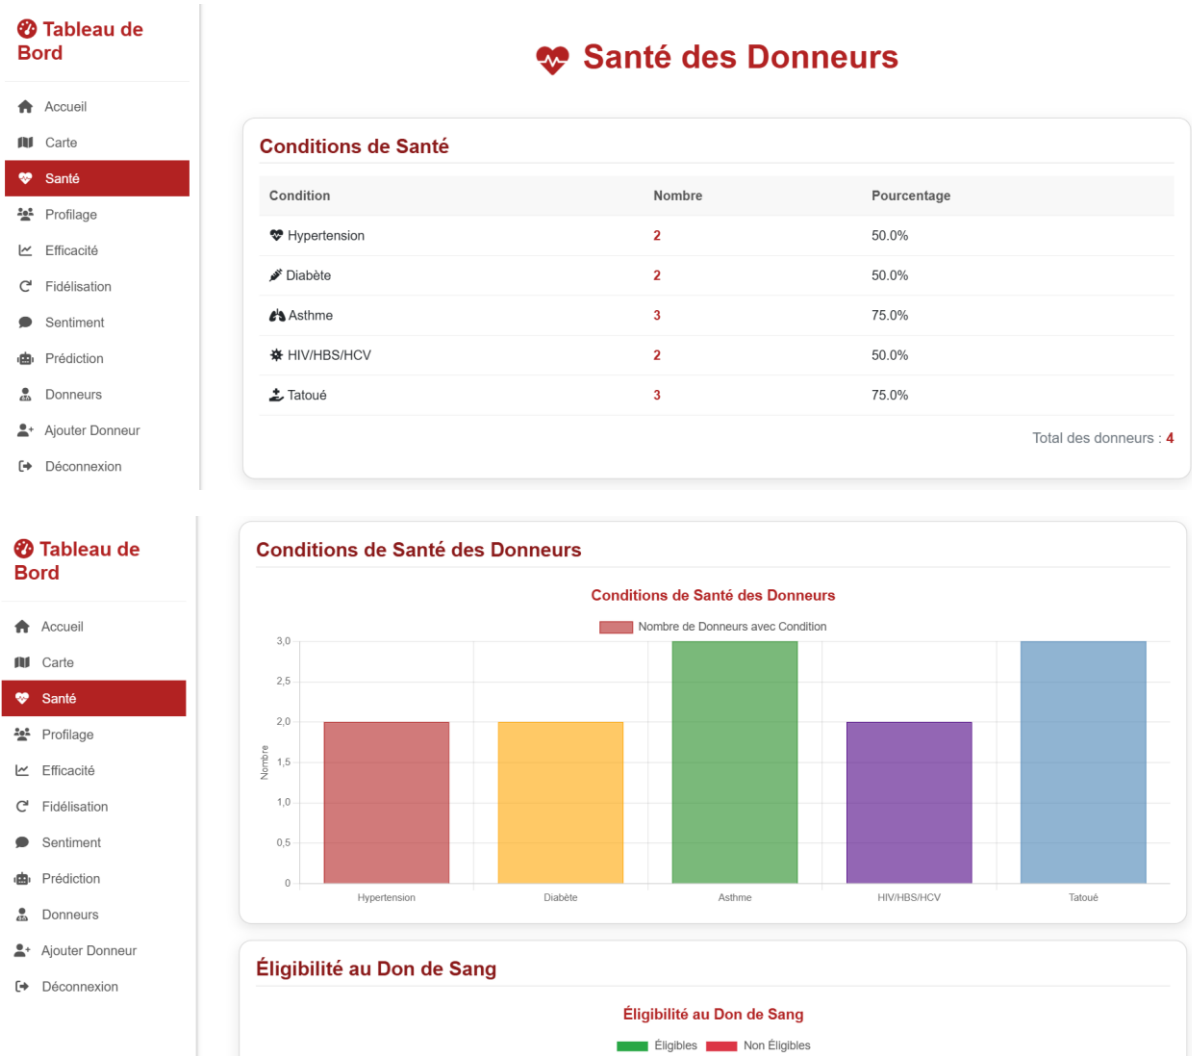 Tableau de
Bord
Accueil
Carte
Santé
Profilage
Efficacité
Fidélisation
Sentiment
Prédiction
Donneurs
Ajouter Donneur
Déconnexion
Santé des Donneurs
Conditions de Santé
Condition Nombre Pourcentage
Hypertension 2 50.0%
Diabète 2 50.0%
Asthme 3 75.0%
HIV/HBS/HCV 2 50.0%
Tatoué 3 75.0%
Total des donneurs : 4
Tableau de
Bord
Accueil
Carte
Santé
Profilage
Efficacité
Fidélisation
Sentiment
Prédiction
Donneurs
Ajouter Donneur
Déconnexion
Conditions de Santé des Donneurs
Conditions de Santé des Donneurs
Nombre de Donneurs avec Condition
3,0
2,5
2,0
1,5
1,0
0,5
0
Nombre
Hypertension Diabète Asthme HIV/HBS/HCV Tatoué
Éligibilité au Don de Sang
Éligibilité au Don de Sang
Éligibles Non Éligibles